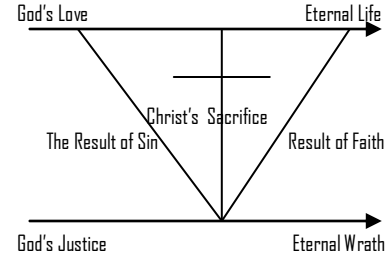 God's Love Eternal Life
Christ's Sacrifice
The Result of Sin Result of Faith
God's Justice Eternal Wrath